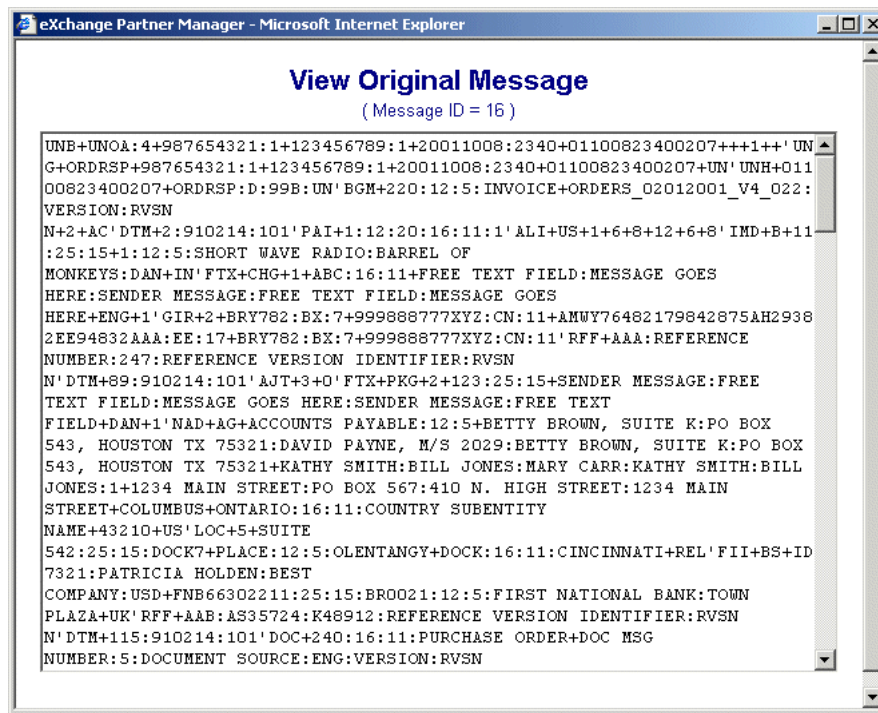 eXchange Partner Manager - Microsoft Internet Explorer
View Original Message
( Message ID = 16 )
UNB+UNOA:4+987654321:1+123456789:1+20011008:2340+01100823400207+++1++'UN
G+ORDRSP+987654321:1+123456789:1+20011008:2340+01100823400207+UN'UNH+011
00823400207+ORDRSP:D:99B:UN'BGM+220:12:5:INVOICE+ORDERS_02012001_V4_022:
VERSION:RVSN
N+2+AC'DTM+2:910214:101'PAI+1:12:20:16:11:1'ALI+US+1+6+8+12+6+8'IMD+B+11
:25:15+1:12:5:SHORT WAVE RADIO:BARREL OF
MONKEYS:DAN+IN'FTX+CHG+1+ABC:16:11+FREE TEXT FIELD:MESSAGE GOES
HERE:SENDER MESSAGE:FREE TEXT FIELD:MESSAGE GOES
HERE+ENG+1'GIR+2+BRY782:BX:7+999888777XYZ:CN:11+AMWY76482179842875AH2938
2EE94832AAA:EE:17+BRY782:BX:7+999888777XYZ:CN:11'RFF+AAA:REFERENCE
NUMBER:247:REFERENCE VERSION IDENTIFIER:RVSN
N'DTM+89:910214:101'AJT+3+0'FTX+PKG+2+123:25:15+SENDER MESSAGE:FREE
TEXT FIELD:MESSAGE GOES HERE:SENDER MESSAGE:FREE TEXT
FIELD+DAN+1'NAD+AG+ACCOUNTS PAYABLE:12:5+BETTY BROWN, SUITE K:PO BOX
543, HOUSTON TX 75321:DAVID PAYNE, M/S 2029:BETTY BROWN, SUITE K:PO BOX
543, HOUSTON TX 75321+KATHY SMITH:BILL JONES:MARY CARR:KATHY SMITH:BILL
JONES:1+1234 MAIN STREET:PO BOX 567:410 N. HIGH STREET:1234 MAIN
STREET+COLUMBUS+ONTARIO:16:11:COUNTRY SUBENTITY
NAME+43210+US'LOC+5+SUITE
542:25:15:DOCK7+PLACE:12:5:OLENTANGY+DOCK:16:11:CINCINNATI+REL'FII+BS+ID
7321:PATRICIA HOLDEN:BEST
COMPANY:USD+FNB66302211:25:15:BR0021:12:5:FIRST NATIONAL BANK:TOWN
PLAZA+UK'RFF+AAB:AS35724:K48912:REFERENCE VERSION IDENTIFIER:RVSN
N'DTM+115:910214:101'DOC+240:16:11:PURCHASE ORDER+DOC MSG
NUMBER:5:DOCUMENT SOURCE:ENG:VERSION:RVSN